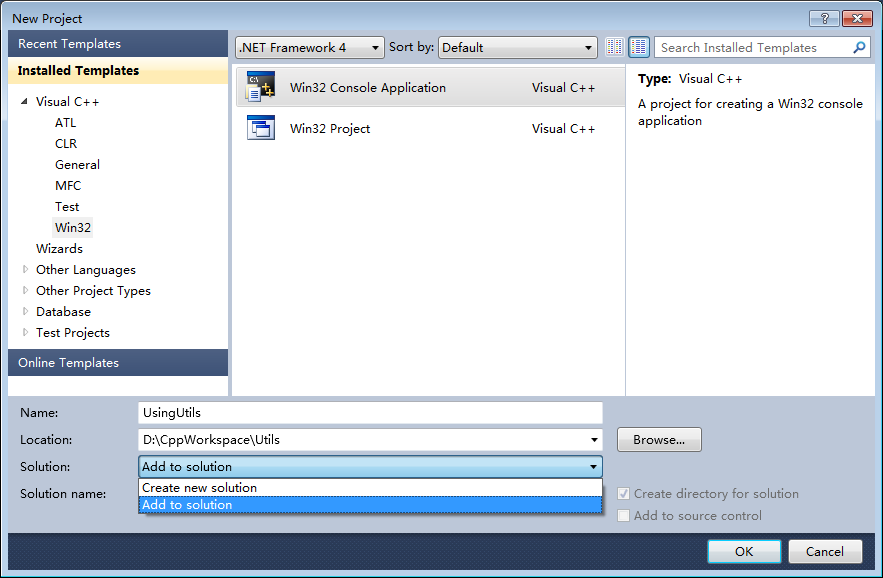 New Project
Recent Templates
Installed Templates
Visual C++
ATL
CLR
General
MFC
Test
Win32
Wizards
Other Languages
Other Project Types
Database
Test Projects
Online Templates
.NET Framework 4
Sort by:
Default
Search Installed Templates
C:\
Win32 Console Application
Visual C++
Win32 Project
Visual C++
Type: Visual C++
A project for creating a Win32 console
application
Name:
UsingUtils
Location:
D:\CppWorkspace\Utils
Browse...
Solution:
Add to solution
Create new solution
Add to solution
Solution name:
Create directory for solution
Add to source control
OK
Cancel